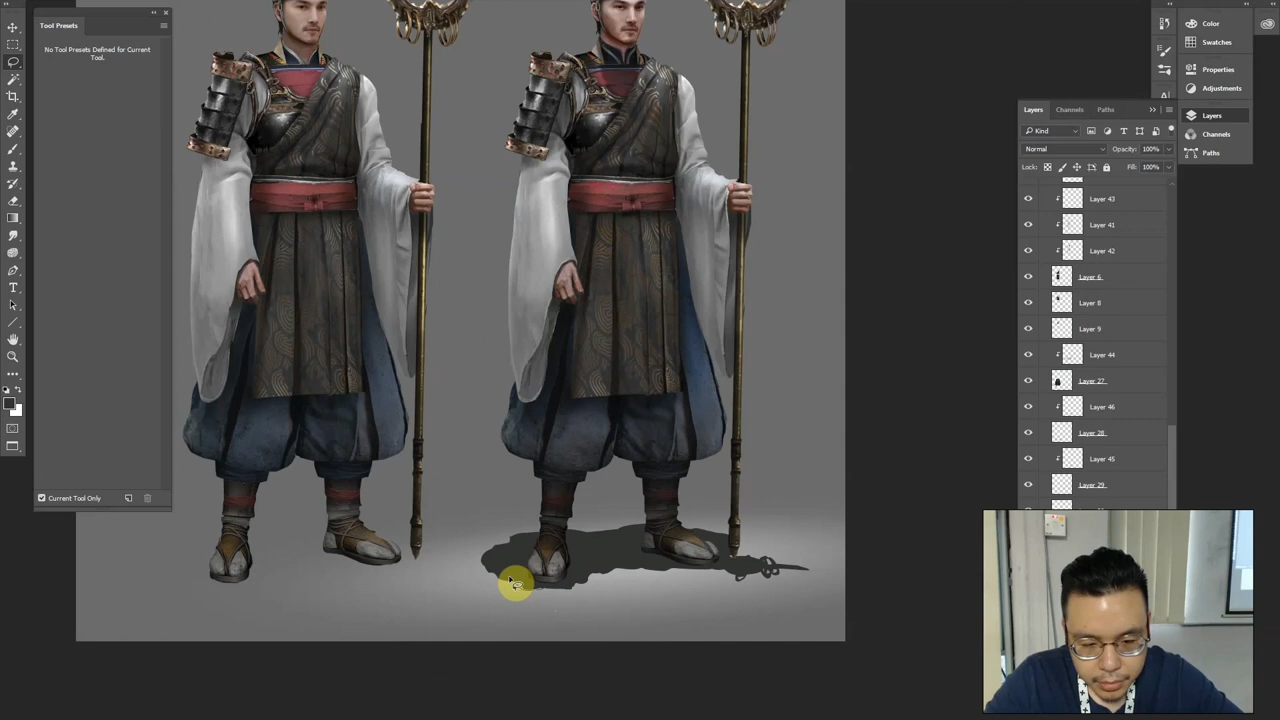 Tool Presets
No Tool Presets Defined for Current
Tool.
Current Tool Only
Color
Swatches
Properties
Adjustments
Layers
Channels
Paths
Layers Channels Paths
Kind
Normal Opacity: 100%
Lock: Fill: 100%
Layer 43
Layer 41
Layer 42
Layer 6
Layer 8
Layer 9
Layer 44
Layer 27
Layer 46
Layer 28
Layer 45
Layer 29